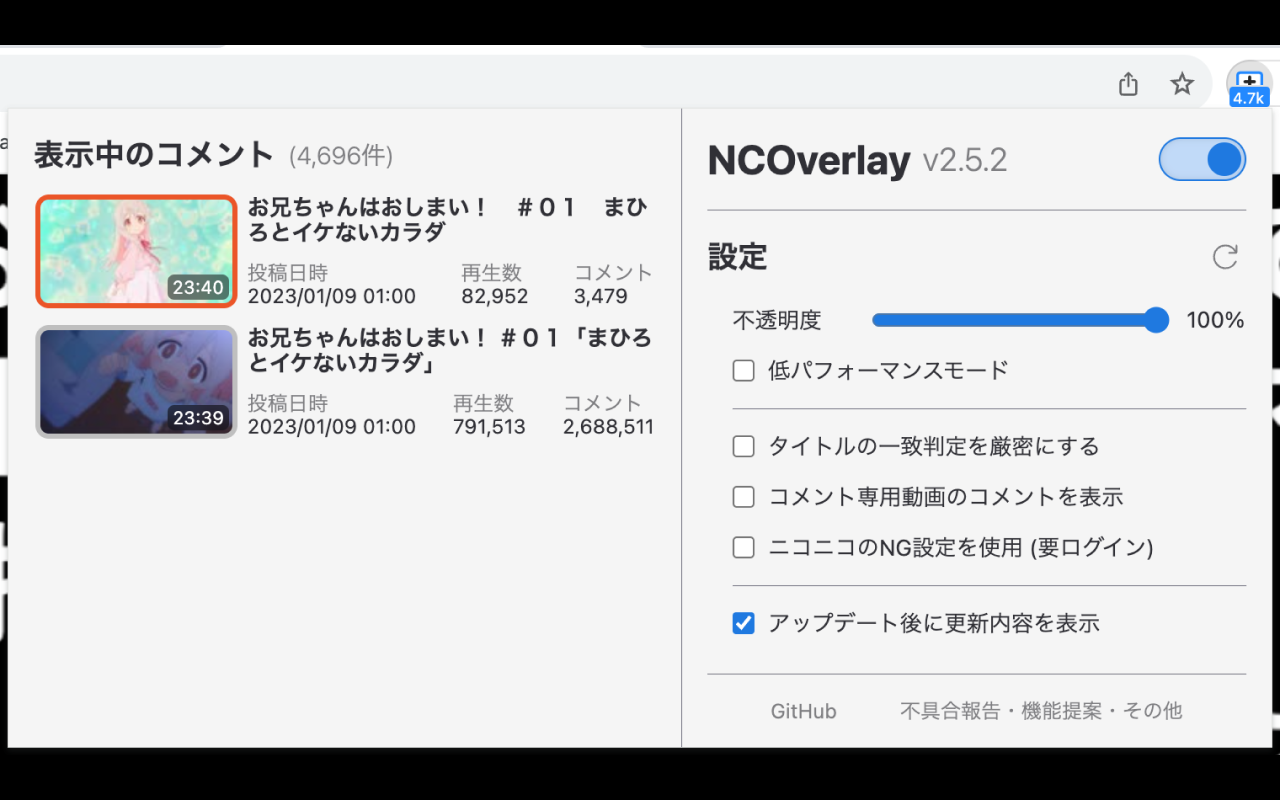 4.7k
表示中のコメント (4,696件)
お兄ちゃんはおしまい！　＃０１　まひ
ろとイケないカラダ
投稿日時 再生数 コメント
2023/01/09 01:00 82,952 3,479
23:40
お兄ちゃんはおしまい！＃０１「まひろ
とイケないカラダ」
投稿日時 再生数 コメント
2023/01/09 01:00 791,513 2,688,511
23:39
NCOverlay v2.5.2
設定
不透明度 100%
低パフォーマンスモード
タイトルの一致判定を厳密にする
コメント専用動画のコメントを表示
ニコニコのNG設定を使用 (要ログイン)
アップデート後に更新内容を表示
GitHub 不具合報告・機能提案・その他